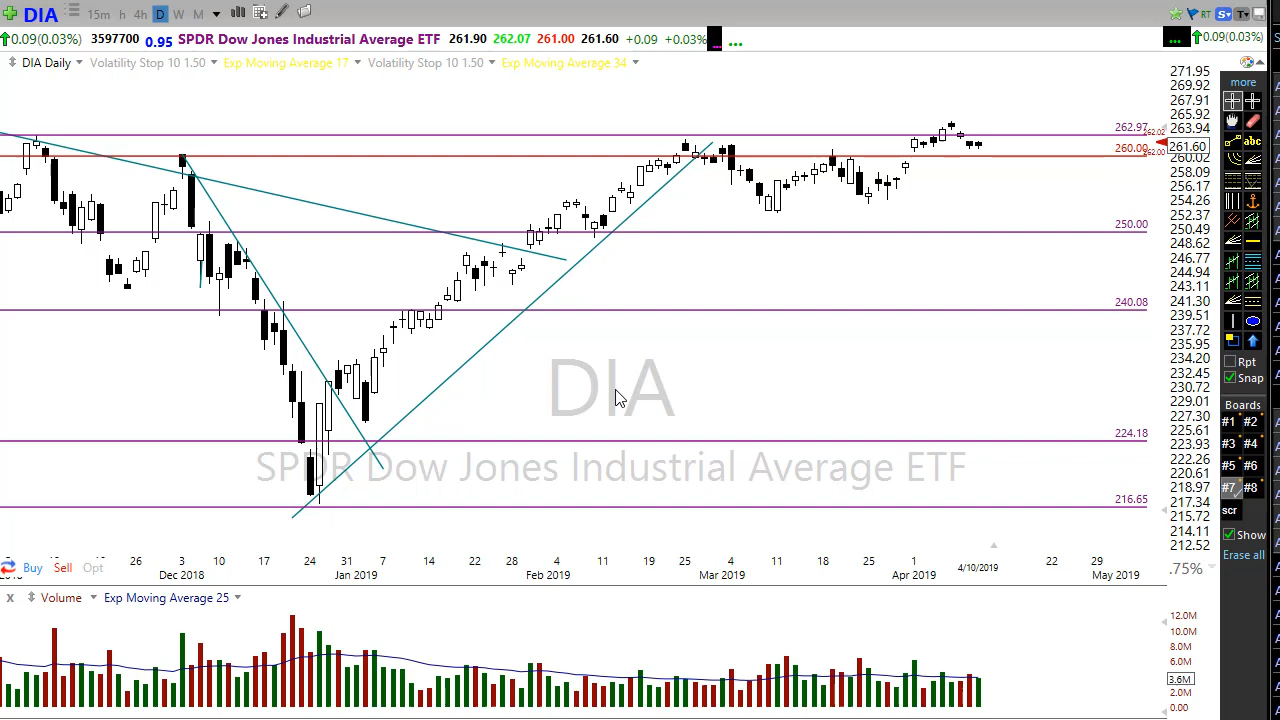 DIA 15m h 4h D W M RT S T
0.09(0.03%) 3597700 0.95 SPDR Dow Jones Industrial Average ETF 261.90 262.07 261.00 261.60 +0.09 +0.03% ... ... 0.09(0.03%)
DIA Daily Volatility Stop 10 1.50 Exp Moving Average 17 Volatility Stop 10 1.50 Exp Moving Average 34
271.95
269.92
267.91
265.92
263.94
261.60
260.02
258.09
256.17
254.26
252.37
250.49
248.62
246.77
244.94
243.11
241.30
239.51
237.72
235.95
234.20
232.45
230.72
229.01
227.30
225.61
223.93
222.26
220.61
218.97
217.34
215.72
214.11
212.52
262.97
262.02
260.00
262.00
250.00
240.08
224.18
216.65
DIA
SPDR Dow Jones Industrial Average ETF
26 3 10 17 24 31 7 14 22 28 4 11 19 25 4 11 18 25 1 22 29
Dec 2018 Jan 2019 Feb 2019 Mar 2019 Apr 2019 4/10/2019 May 2019
Buy Sell Opt
.75%
x Volume Exp Moving Average 25
12.0M
10.0M
8.0M
6.0M
3.6M
2.0M
0.00
more
abc
Rpt
Snap
Boards
#1 #2
#3 #4
#5 #6
#7 #8
scr
Show
Erase all